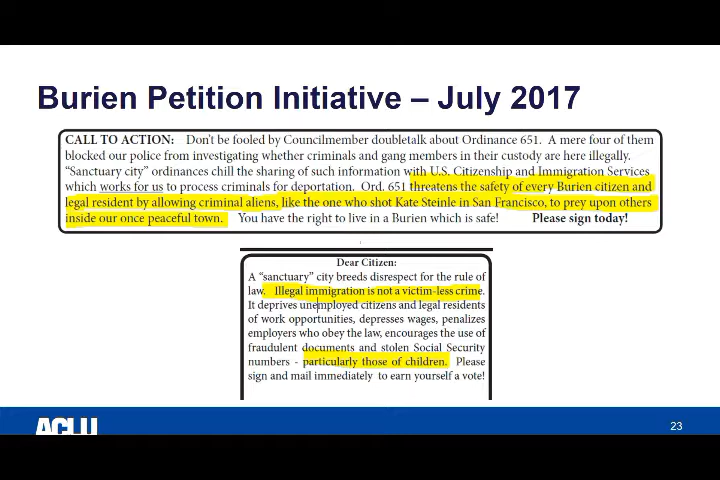 Burien Petition Initiative – July 2017
CALL TO ACTION: Don't be fooled by Councilmember doubletalk about Ordinance 651. A mere four of them
blocked our police from investigating whether criminals and gang members in their custody are here illegally.
"Sanctuary city" ordinances chill the sharing of such information with U.S. Citizenship and Immigration Services
which works for us to process criminals for deportation. Ord. 651 threatens the safety of every Burien citizen and
legal resident by allowing criminal aliens, like the one who shot Kate Steinle in San Francisco, to prey upon others
inside our once peaceful town. You have the right to live in a Burien which is safe! Please sign today!
Dear Citizen:
A "sanctuary" city breeds disrespect for the rule of
law. Illegal immigration is not a victim-less crime.
It deprives unemployed citizens and legal residents
of work opportunities, depresses wages, penalizes
employers who obey the law, encourages the use of
fraudulent documents and stolen Social Security
numbers - particularly those of children. Please
sign and mail immediately to earn yourself a vote!
ACLU
23